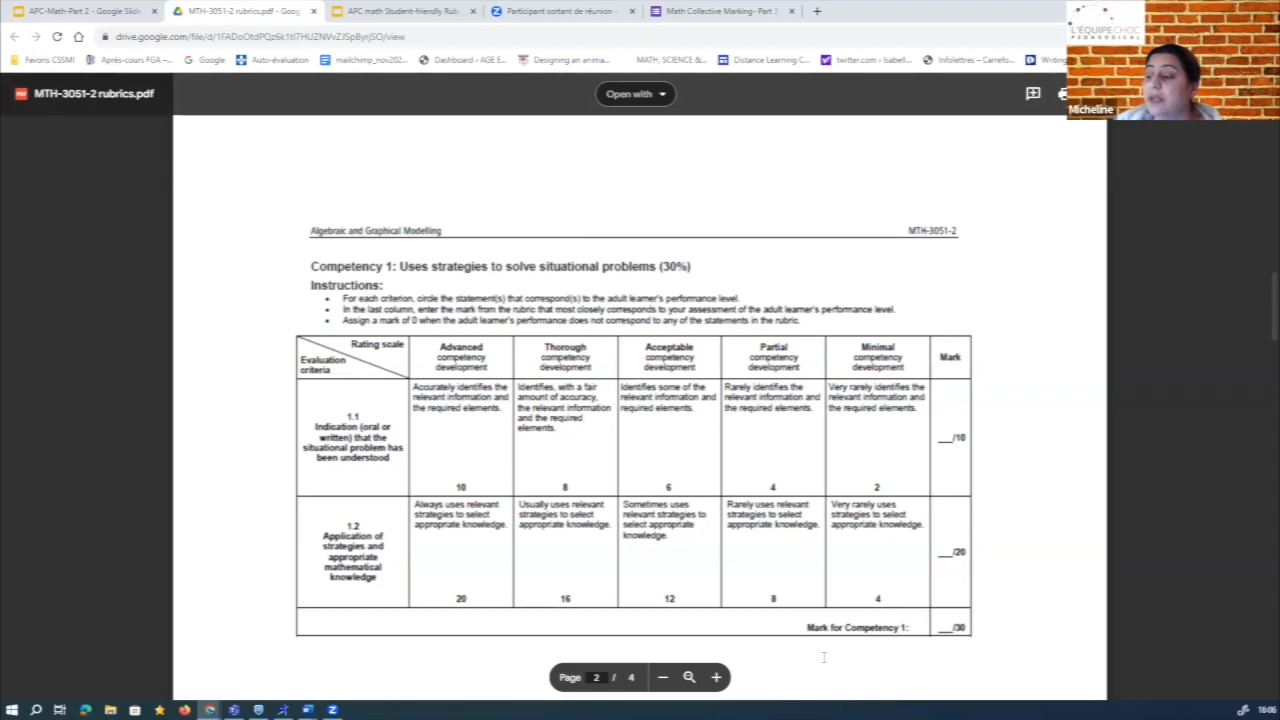 APC-Math-Part 2 - Google Slide
MTH-3051-2 rubrics.pdf - Goog
APC math Student-friendly Rub
Participant sortant de réunion -
Math Collective Marking- Part 3
drive.google.com/file/d/1FADoOtdPQz6k1ti7HUZNVvZJSpByrjSO/view
Favoris CSSMI
Après-cours FGA –...
Google
Auto-évaluation
mailchimp_nov202...
Dashboard ‹ AGE E...
Designing an anima...
MATH, SCIENCE &...
Distance Learning C...
twitter.com › Isabell...
Infolettres – Carrefo...
Writing
L'ÉQUIPECHOC
PEDAGOGICAL
Micheline
PDF
MTH-3051-2 rubrics.pdf
Open with
Algebraic and Graphical Modelling
MTH-3051-2
Competency 1: Uses strategies to solve situational problems (30%)
Instructions:
• For each criterion, circle the statement(s) that correspond(s) to the adult learner's performance level.
• In the last column, enter the mark from the rubric that most closely corresponds to your assessment of the adult learner's performance level.
• Assign a mark of 0 when the adult learner's performance does not correspond to any of the statements in the rubric.
Rating scale
Evaluation
criteria
Advanced
competency
development
Thorough
competency
development
Acceptable
competency
development
Partial
competency
development
Minimal
competency
development
Mark
1.1
Indication (oral or
written) that the
situational problem has
been understood
Accurately identifies the
relevant information and
the required elements.
10
Identifies, with a fair
amount of accuracy,
the relevant information
and the required
elements.
8
Identifies some of the
relevant information and
required elements.
6
Rarely identifies the
relevant information and
the required elements.
4
Very rarely identifies the
relevant information and
the required elements.
2
__/10
1.2
Application of
strategies and
appropriate
mathematical
knowledge
Always uses relevant
strategies to select
appropriate knowledge.
20
Usually uses relevant
strategies to select
appropriate knowledge.
16
Sometimes uses
relevant strategies to
select appropriate
knowledge.
12
Rarely uses relevant
strategies to select
appropriate knowledge.
8
Very rarely uses
strategies to select
appropriate knowledge.
4
__/20
Mark for Competency 1:
__/30
Page 2 / 4
16:06